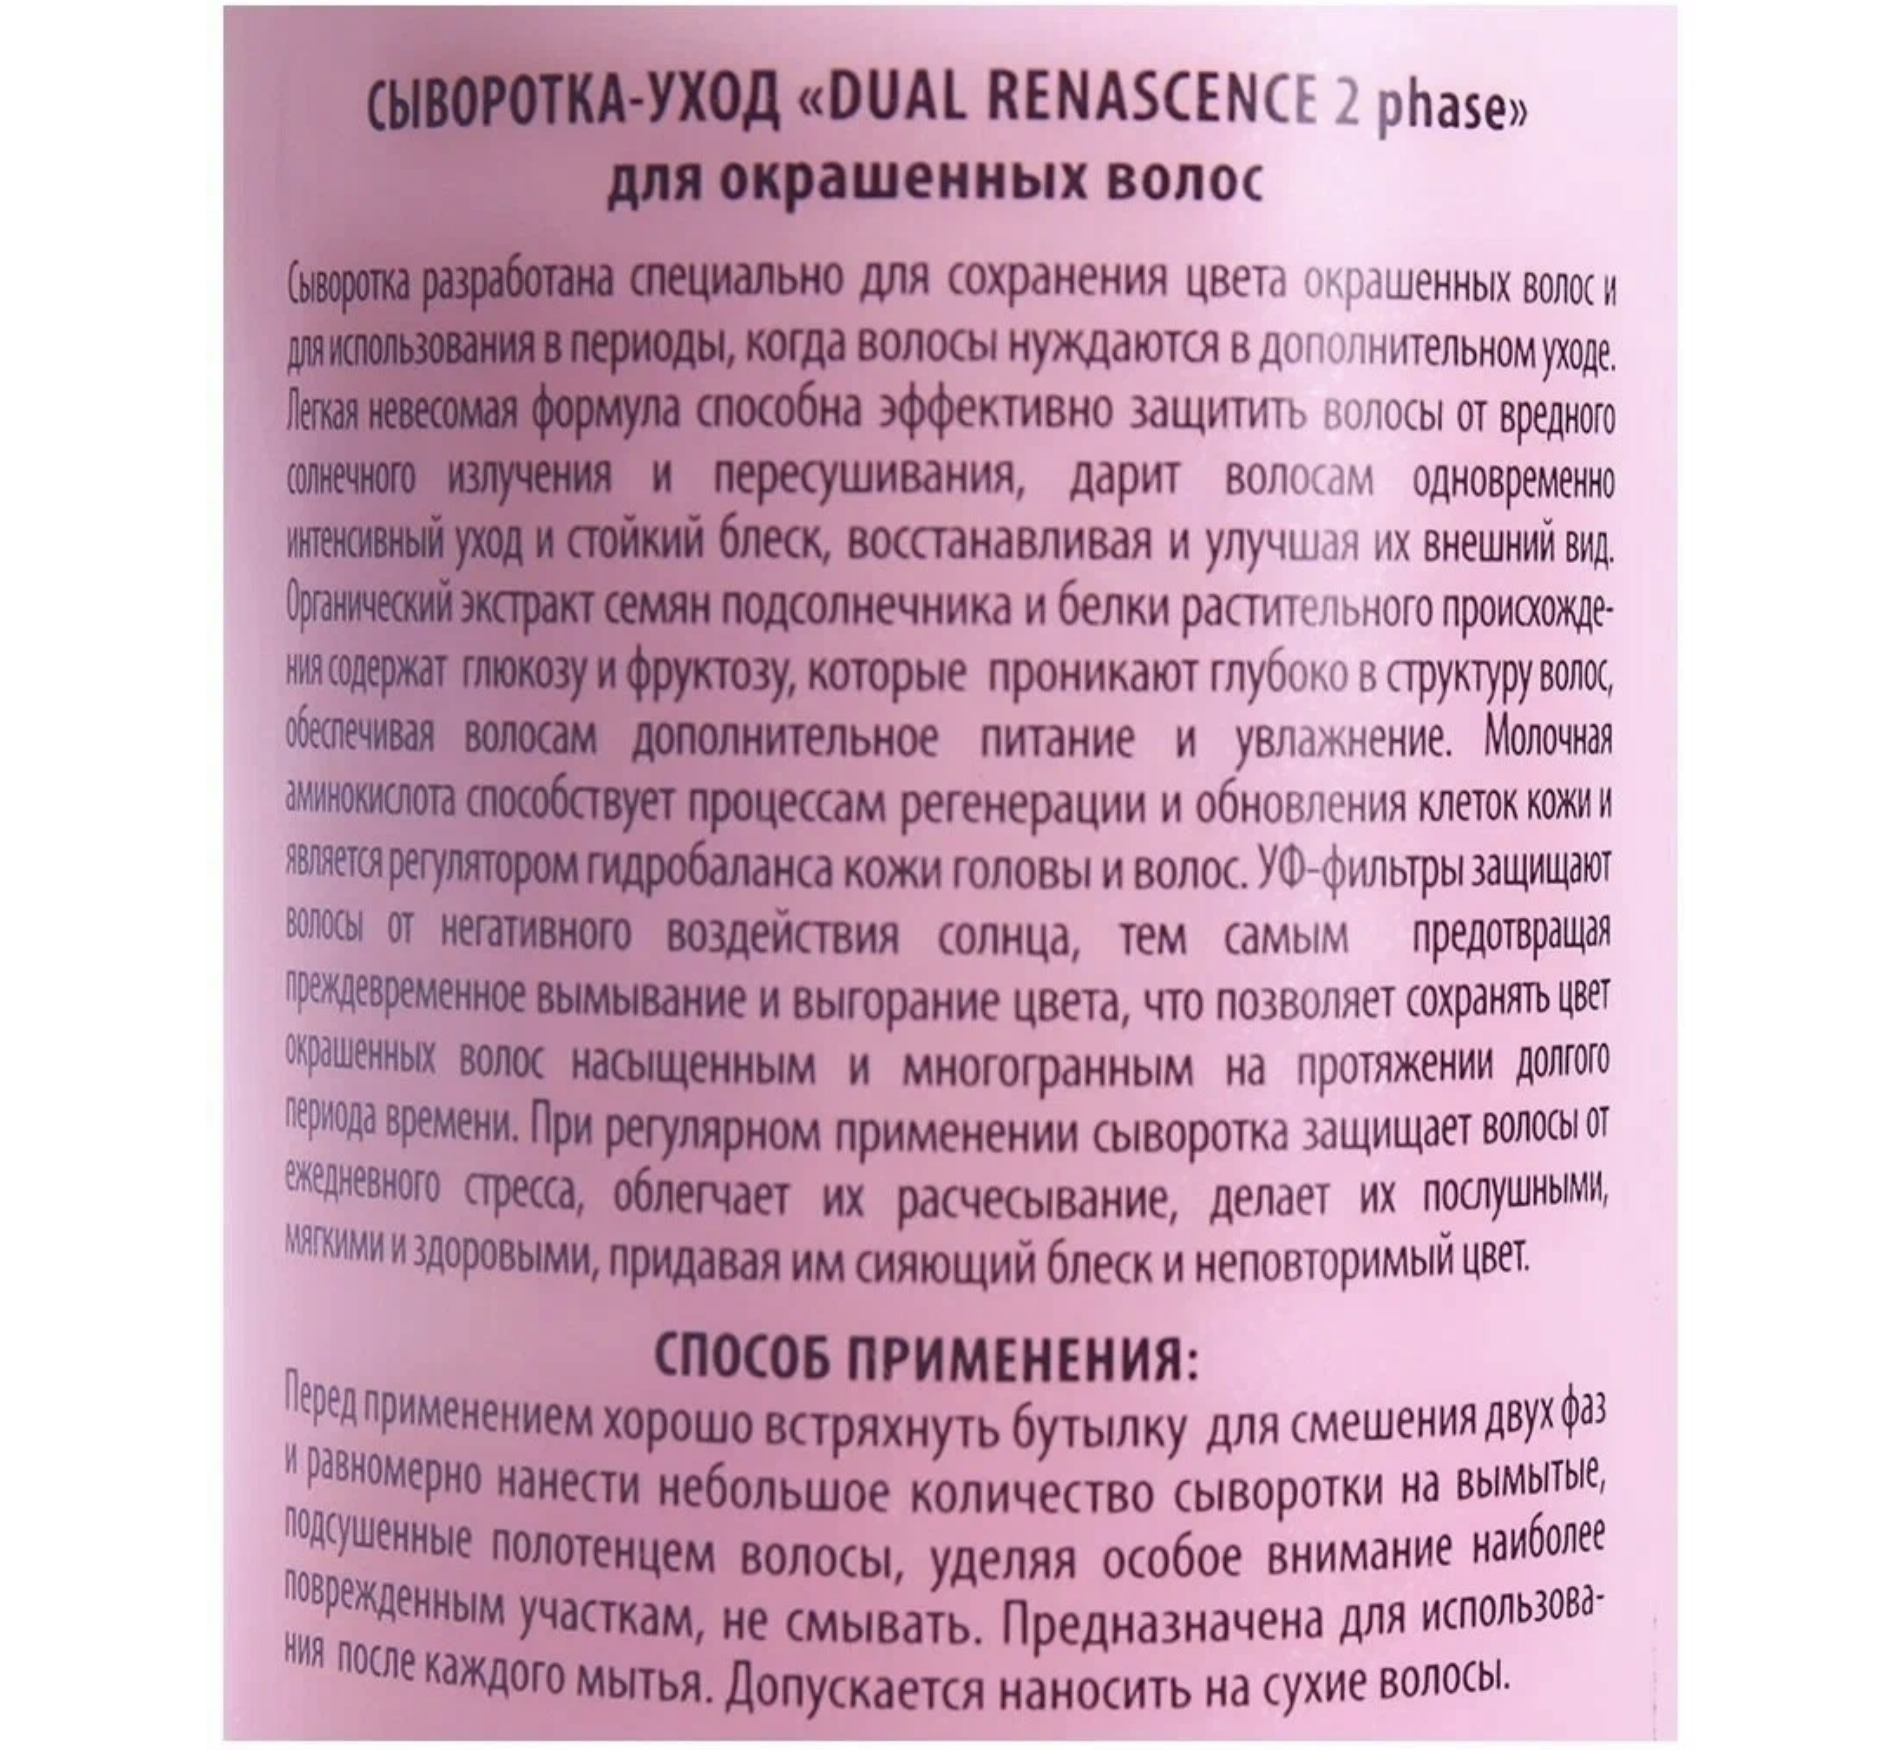 СЫВОРОТКА-УХОД «DUAL RENASCENCE 2 phase»
для окрашенных волос
Сыворотка разработана специально для сохранения цвета окрашенных волос и
для использования в периоды, когда волосы нуждаются в дополнительном уходе.
Легкая невесомая формула способна эффективно защитить волосы от вредного
солнечного излучения и пересушивания, дарит волосам одновременно
интенсивный уход и стойкий блеск, восстанавливая и улучшая их внешний вид.
Органический экстракт семян подсолнечника и белки растительного происхожде-
ния содержат глюкозу и фруктозу, которые проникают глубоко в структуру волос,
обеспечивая волосам дополнительное питание и увлажнение. Молочная
аминокислота способствует процессам регенерации и обновления клеток кожи и
является регулятором гидробаланса кожи головы и волос. УФ-фильтры защищают
волосы от негативного воздействия солнца, тем самым предотвращая
преждевременное вымывание и выгорание цвета, что позволяет сохранять цвет
окрашенных волос насыщенным и многогранным на протяжении долгого
периода времени. При регулярном применении сыворотка защищает волосы от
ежедневного стресса, облегчает их расчесывание, делает их послушными,
мягкими и здоровыми, придавая им сияющий блеск и неповторимый цвет.
СПОСОБ ПРИМЕНЕНИЯ:
Перед применением хорошо встряхнуть бутылку для смешения двух фаз
и равномерно нанести небольшое количество сыворотки на вымытые,
подсушенные полотенцем волосы, уделяя особое внимание наиболее
поврежденным участкам, не смывать. Предназначена для использова-
ния после каждого мытья. Допускается наносить на сухие волосы.